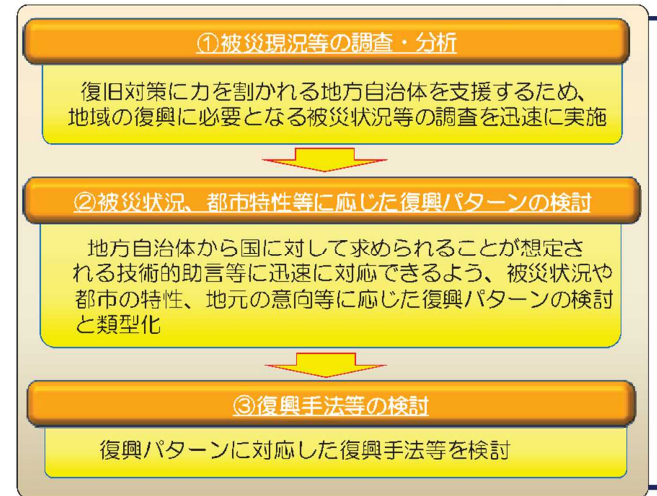 ①被災現況等の調査・分析
復旧対策に力を割かれる地方自治体を支援するため、
地域の復興に必要となる被災状況等の調査を迅速に実施
②被災状況、都市特性等に応じた復興パターンの検討
地方自治体から国に対して求められることが想定さ
れる技術的助言等に迅速に対応できるよう、被災状況や
都市の特性、地元の意向等に応じた復興パターンの検討
と類型化
③復興手法等の検討
復興パターンに対応した復興手法等を検討